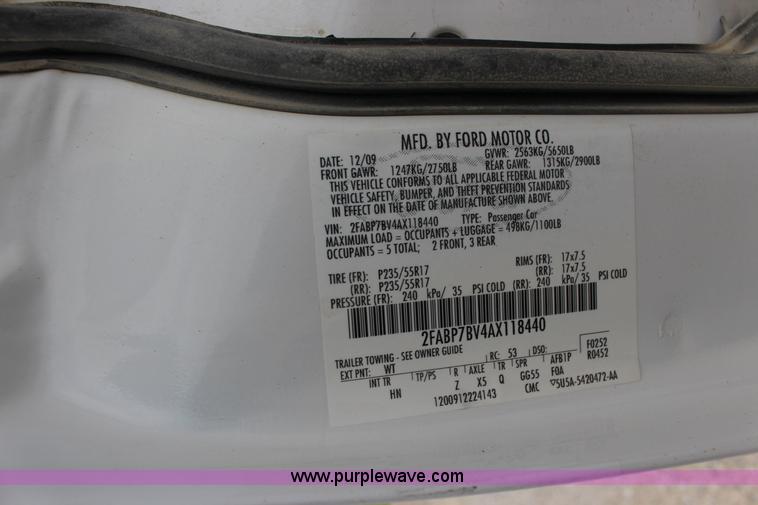 MFD. BY FORD MOTOR CO.
DATE: 12/09 GVWR: 2563KG/5650LB
FRONT GAWR: 1247KG/2750LB REAR GAWR: 1315KG/2900LB
THIS VEHICLE CONFORMS TO ALL APPLICABLE FEDERAL MOTOR
VEHICLE SAFETY, BUMPER, AND THEFT PREVENTION STANDARDS
IN EFFECT ON THE DATE OF MANUFACTURE SHOWN ABOVE.
VIN: 2FABP7BV4AX118440 TYPE: Passenger Car
MAXIMUM LOAD = OCCUPANTS + LUGGAGE = 498KG/1100LB
OCCUPANTS = 5 TOTAL; 2 FRONT, 3 REAR
TIRE (FR): P235/55R17 RIMS (FR): 17x7.5
(RR): P235/55R17 (RR): 17x7.5
PRESSURE (FR): 240 kPa/ 35 PSI COLD (RR): 240 kPa/ 35 PSI COLD
2FABP7BV4AX118440
TRAILER TOWING - SEE OWNER GUIDE
EXT PNT: WT RC: 53 DSO: F0252
INT TR TP/PS R AXLE TR SPR AFB1P R0452
HN Z X5 Q GG55 FOA
1200912224143 CMC 5U5A-5420472-AA
www.purplewave.com